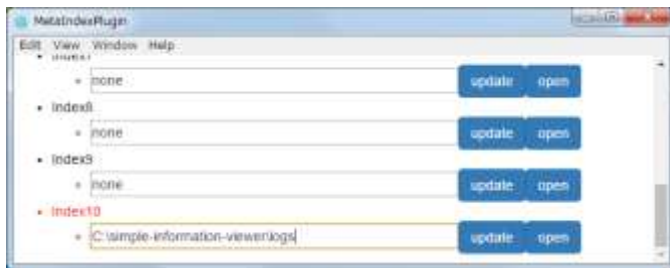 MetaIndexPlugin
Edit View Window Help
Index7
none update open
Index8
none update open
Index9
none update open
Index10
C:\simple-information-viewer\logs update open